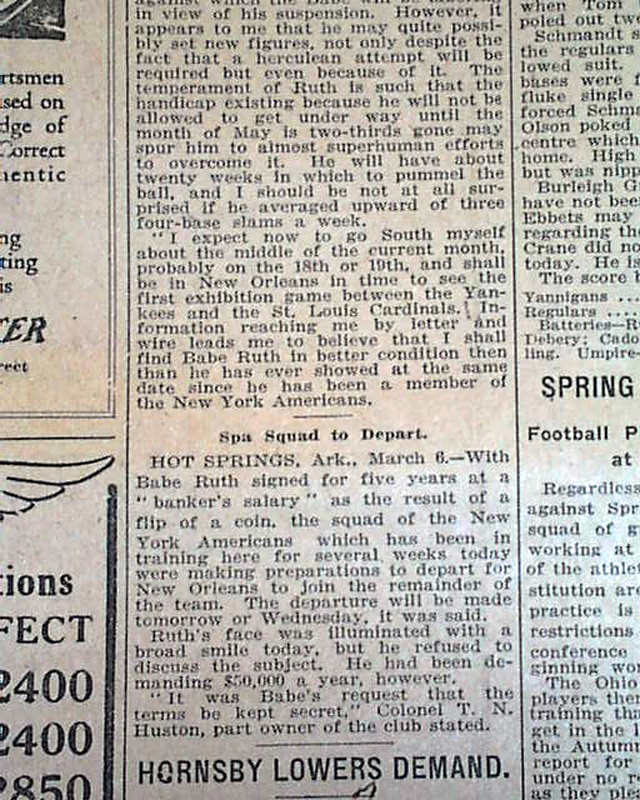 in view of his suspension. However, it
appears to me that he may quite possi-
bly set new figures, not only despite the
fact that a herculean attempt will be
required but even because of it. The
temperament of Ruth is such that the
handicap existing because he will not be
allowed to get under way until the
month of May is two-thirds gone may
spur him to almost superhuman efforts
to overcome it. He will have about
twenty weeks in which to pummel the
ball, and I should be not at all sur-
prised if he averaged upward of three
four-base slams a week.
"I expect now to go South myself
about the middle of the current month,
probably on the 18th or 19th, and shall
be in New Orleans in time to see the
first exhibition game between the Yan-
kees and the St. Louis Cardinals. In-
formation reaching me by letter and
wire leads me to believe that I shall
find Babe Ruth in better condition then
than he has ever showed at the same
date since he has been a member of
the New York Americans.
Spa Squad to Depart.
HOT SPRINGS, Ark., March 6.—With
Babe Ruth signed for five years at a
"banker's salary" as the result of a
flip of a coin, the squad of the New
York Americans which has been in
training here for several weeks today
were making preparations to depart for
New Orleans to join the remainder of
the team. The departure will be made
tomorrow or Wednesday, it was said.
Ruth's face was illuminated with a
broad smile today, but he refused to
discuss the subject. He had been de-
manding $50,000 a year, however.
"It was Babe's request that the
terms be kept secret," Colonel T. N.
Huston, part owner of the club stated.
HORNSBY LOWERS DEMAND.
rtsmen
sed on
dge of
Correct
entic
ng
ting
is
TER
reet
tions
FECT
2400
2400
2850
when Tom
poled out tw
Schmandt s
the regulars
lowed suit.
bases were f
fluke single
forced Schm
Olson poked
centre which
home. High
but was nipp
Burleigh G
have not bee
Ebbets may
regarding the
Crane did no
today. He is
The score
Yannigans ....
Regulars ....
Batteries—R
Debery; Cado
ling. Umpire
SPRING
Football P
at
Regardless
against Spr
squad of g
working at
of the athlet
stitution are
practice is
restrictions
conference
ginning wo
The Ohio
players the
training th
get in the l
the Autumn
report for
under no r
as they ple